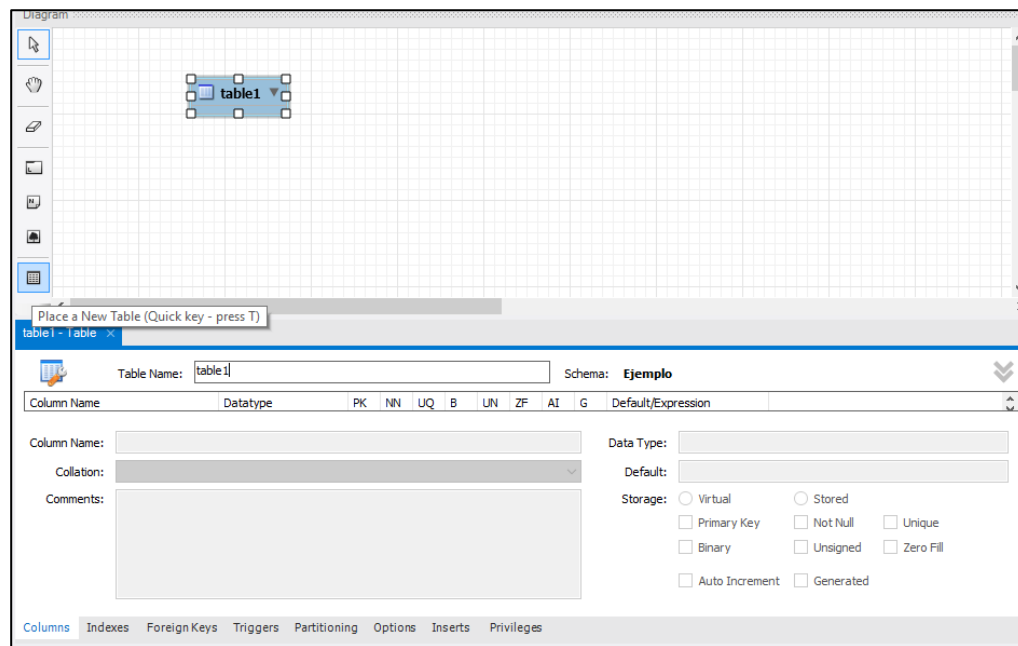 Diagram
table1
Place a New Table (Quick key - press T)
table1 - Table ×
Table Name: table1 Schema: Ejemplo
Column Name Datatype PK NN UQ B UN ZF AI G Default/Expression
Column Name: Data Type:
Collation: Default:
Comments: Storage: Virtual Stored
Primary Key Not Null Unique
Binary Unsigned Zero Fill
Auto Increment Generated
Columns Indexes Foreign Keys Triggers Partitioning Options Inserts Privileges